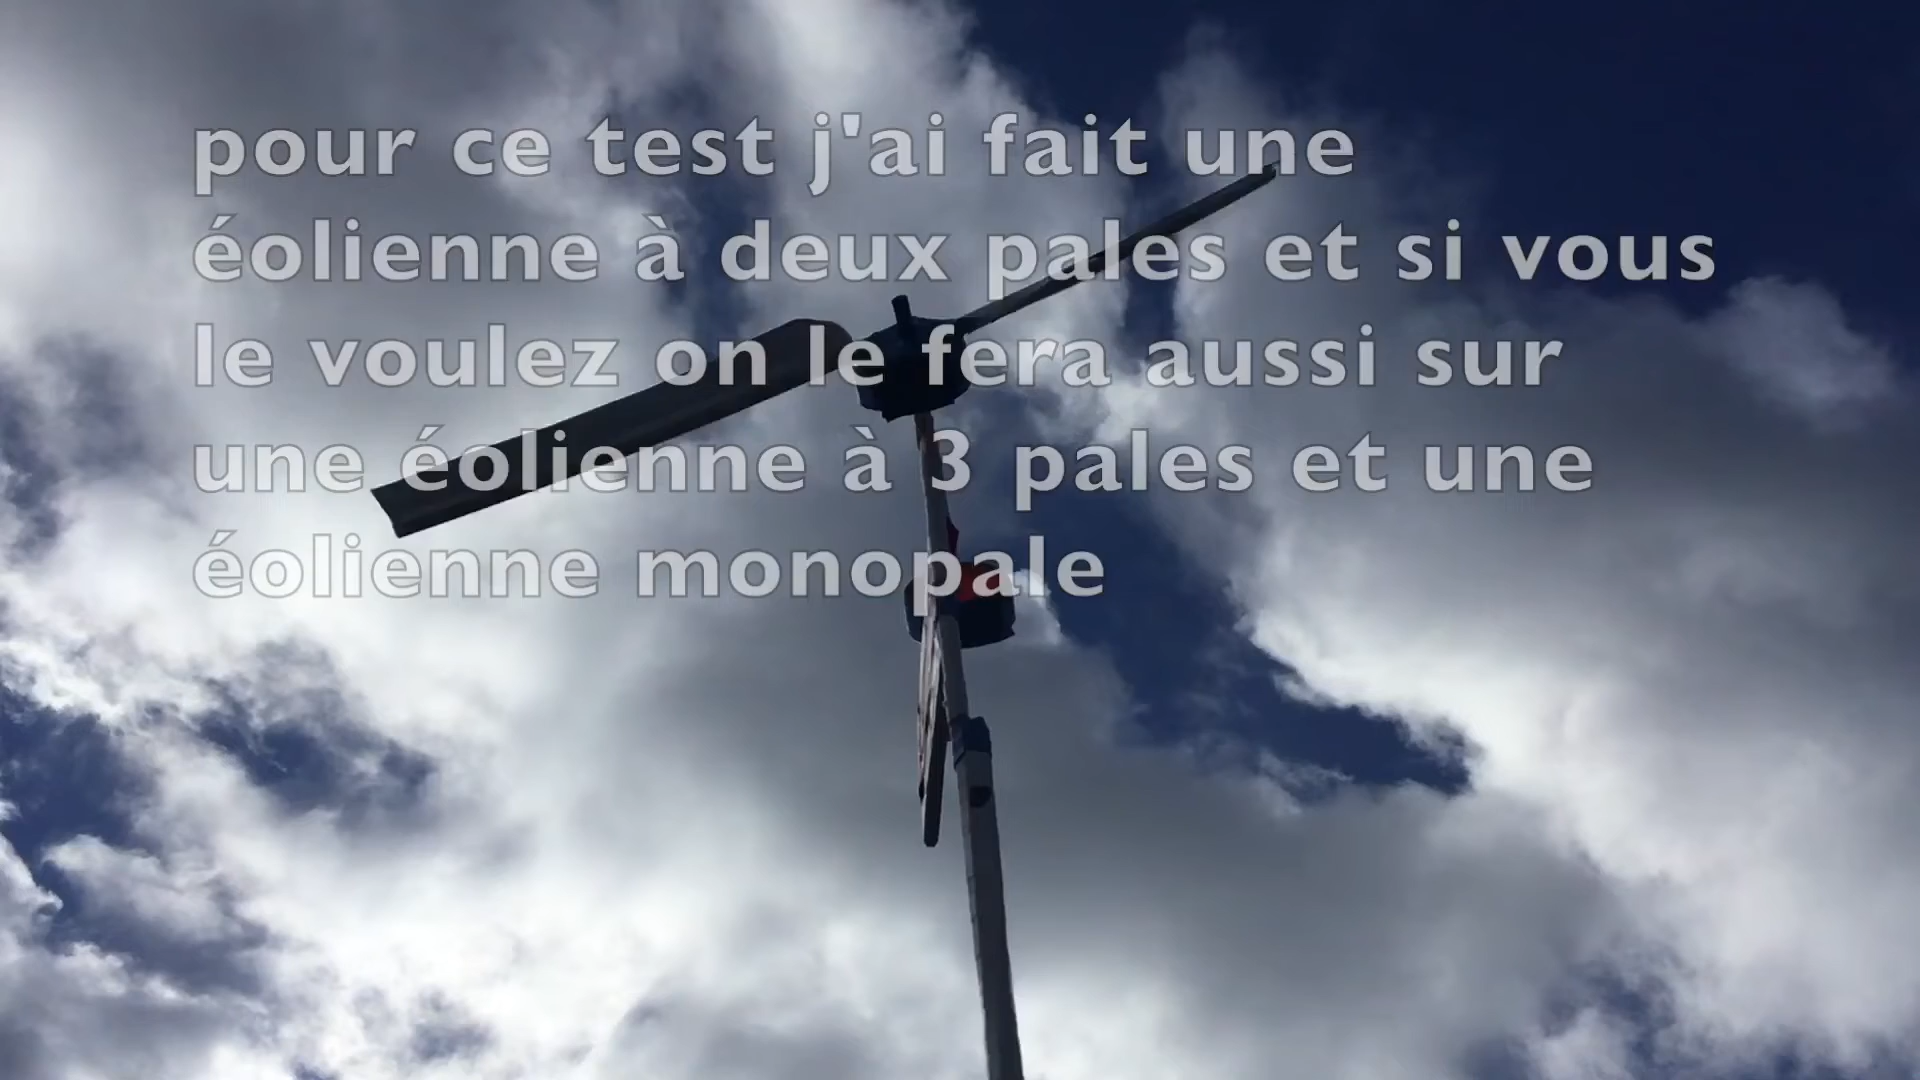 pour ce test j'ai fait une
éolienne à deux pales et si vous
le voulez on le fera aussi sur
une éolienne à 3 pales et une
éolienne monopale